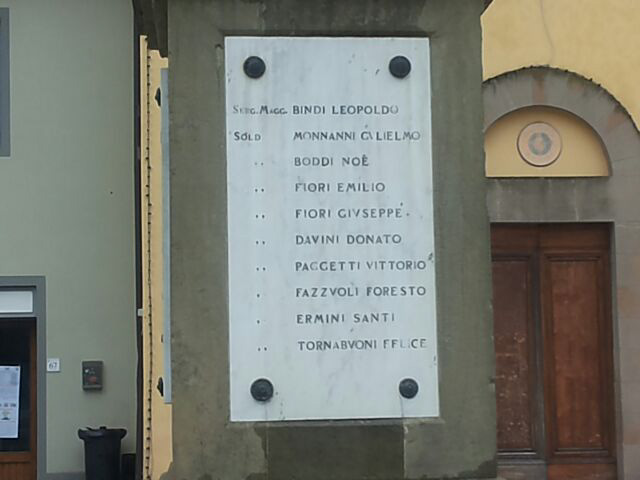 SERG. MAGG. BINDI LEOPOLDO
SOLD MONNANNI GVLIELMO
.. BODDI NOÈ
.. FIORI EMILIO
.. FIORI GIVSEPPE
.. DAVINI DONATO
.. PAGGETTI VITTORIO
. FAZZVOLI FORESTO
. ERMINI SANTI
.. TORNABVONI FELICE
67